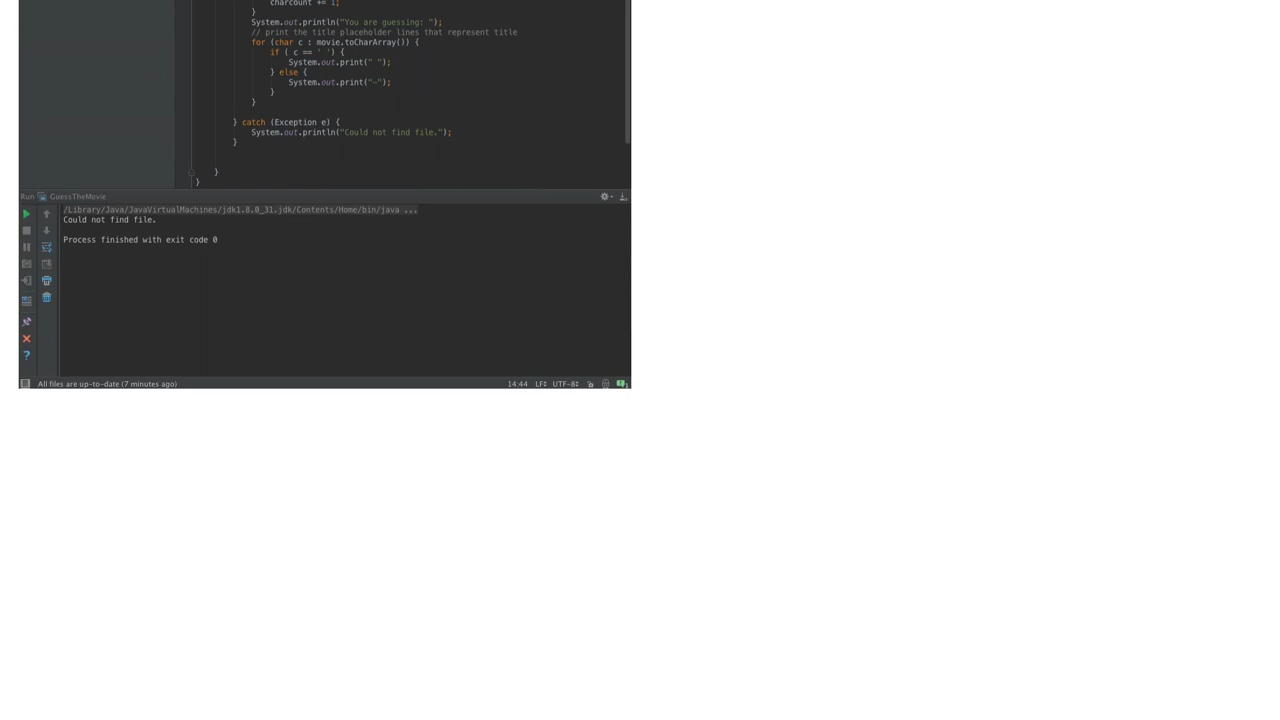 charcount += 1;
}
System.out.println("You are guessing: ");
// print the title placeholder lines that represent title
for (char c : movie.toCharArray()) {
if ( c == ' ') {
System.out.print(" ");
} else {
System.out.print("-");
}
}
} catch (Exception e) {
System.out.println("Could not find file.");
}
}
}
Run GuessTheMovie
/Library/Java/JavaVirtualMachines/jdk1.8.0_31.jdk/Contents/Home/bin/java ...
Could not find file.
Process finished with exit code 0
All files are up-to-date (7 minutes ago) 14:44 LF÷ UTF-8÷